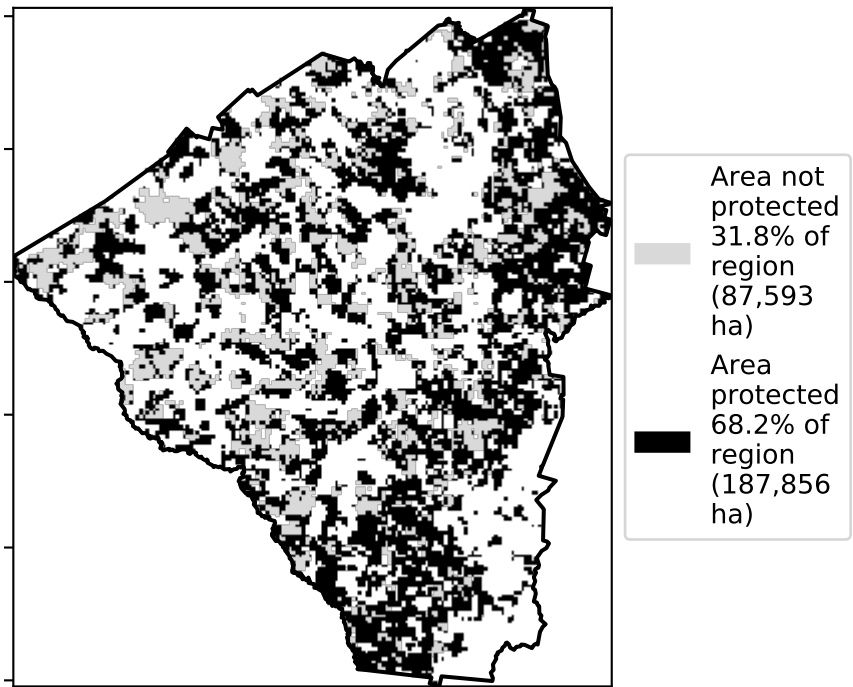 Area not
protected
31.8% of
region
(87,593
ha)
Area
protected
68.2% of
region
(187,856
ha)